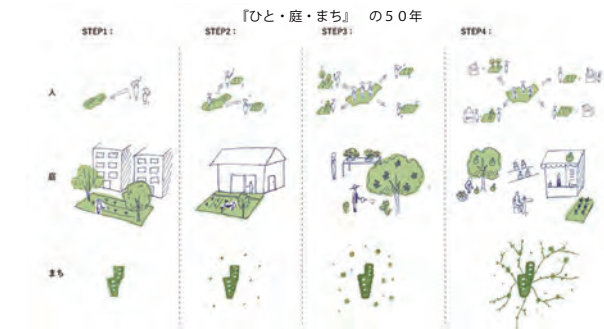 『ひと・庭・まち』 の５０年
STEP1：
STEP2：
STEP3：
STEP4：
人
庭
まち